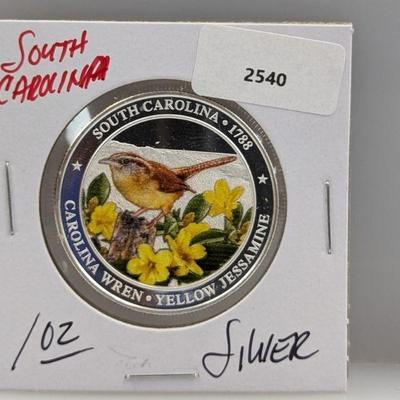 SOUTH
CAROLINA
2540
SOUTH CAROLINA • 1788
CAROLINA WREN • YELLOW JESSAMINE
1 oz
SILVER